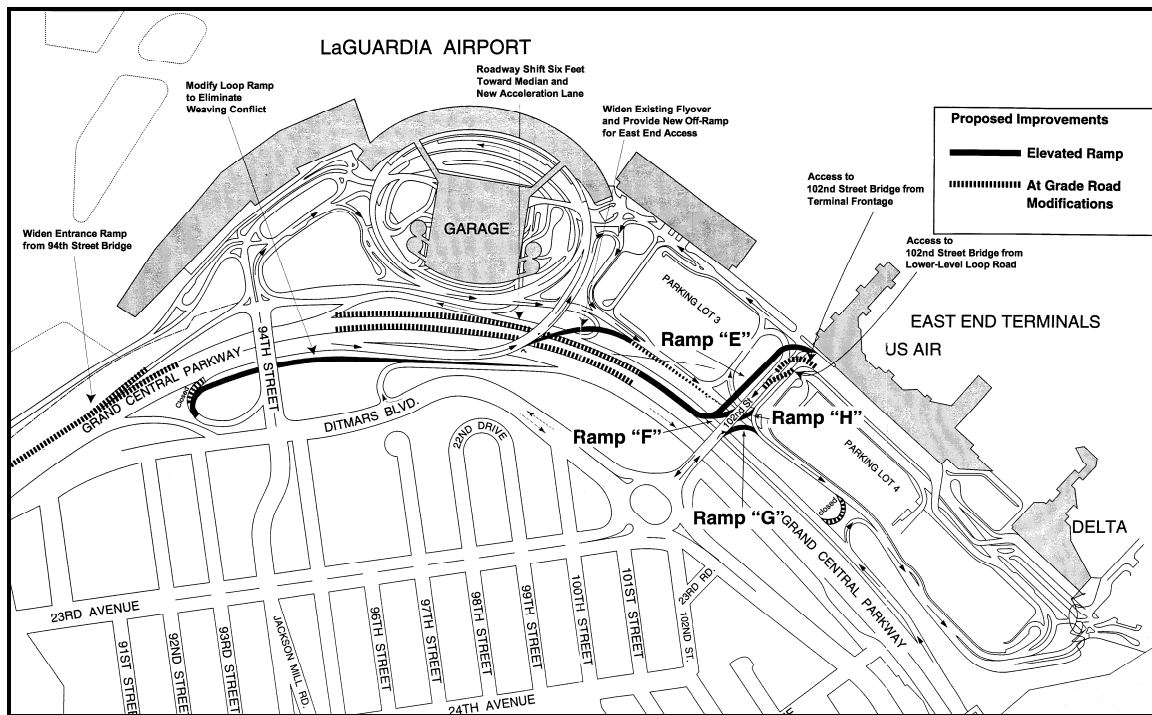 LaGUARDIA AIRPORT
Modify Loop Ramp
to Eliminate
Weaving Conflict
Roadway Shift Six Feet
Toward Median and
New Acceleration Lane
Widen Existing Flyover
and Provide New Off-Ramp
for East End Access
Proposed Improvements
Elevated Ramp
At Grade Road
Modifications
Access to
102nd Street Bridge from
Terminal Frontage
Widen Entrance Ramp
from 94th Street Bridge
GARAGE
Access to
102nd Street Bridge from
Lower-Level Loop Road
PARKING LOT 3
EAST END TERMINALS
US AIR
Ramp “E”
94TH STREET
GRAND CENTRAL PARKWAY
Closed
DITMARS BLVD.
22ND DRIVE
102nd St.
Ramp “F”
Ramp “H”
PARKING LOT 4
Closed
Ramp “G”
GRAND CENTRAL PARKWAY
DELTA
23RD AVENUE
91ST STREET
92ND STREET
93RD STREET
JACKSON MILL RD.
96TH STREET
97TH STREET
98TH STREET
99TH STREET
100TH STREET
101ST STREET
102ND ST.
23RD RD.
24TH AVENUE